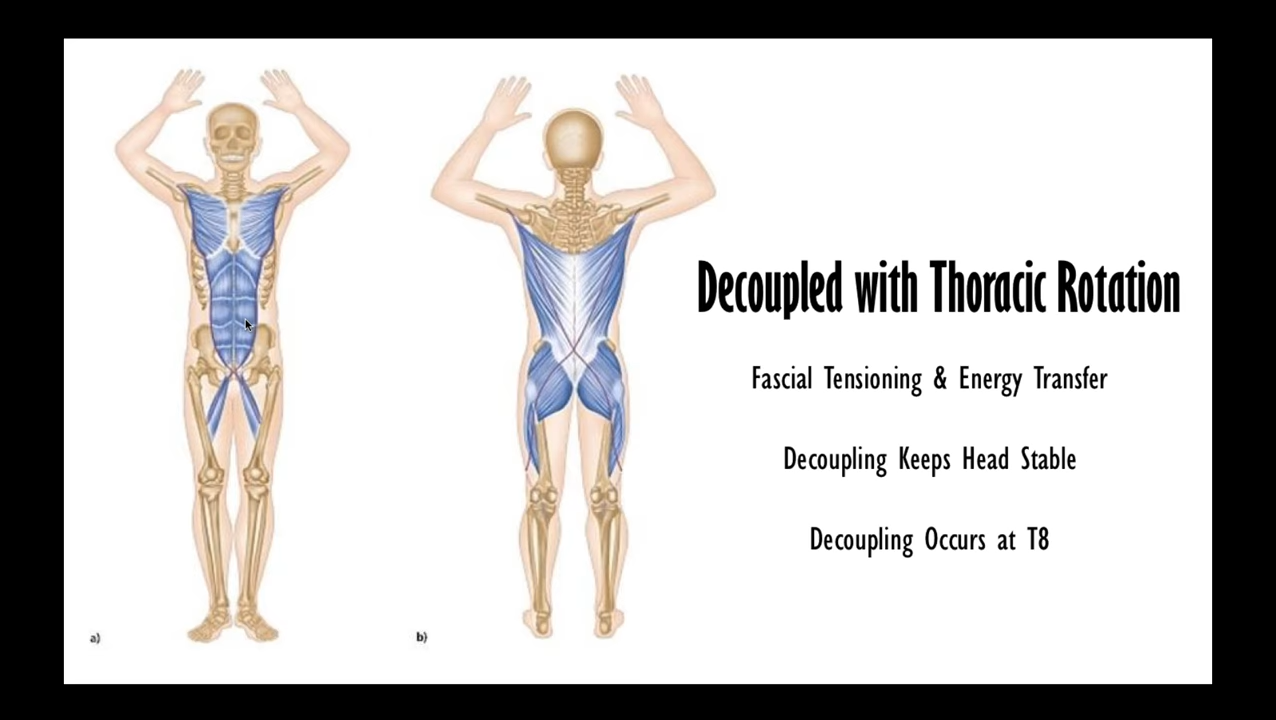 Decoupled with Thoracic Rotation
Fascial Tensioning & Energy Transfer
Decoupling Keeps Head Stable
Decoupling Occurs at T8
a)
b)